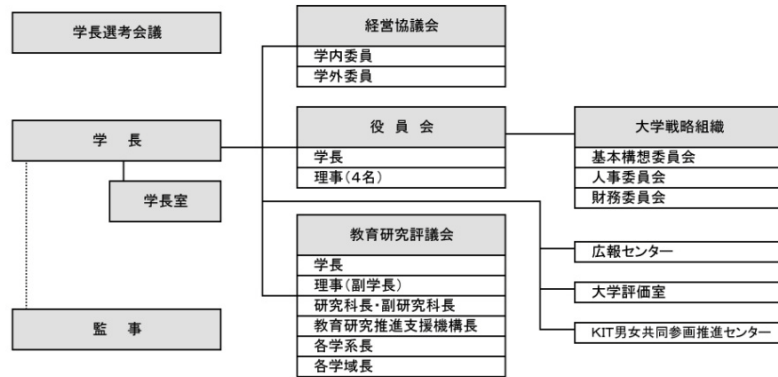 学長選考会議
経営協議会
学内委員
学外委員
学　長
学長室
監　事
役　員　会
学長
理事（4名）
教育研究評議会
学長
理事（副学長）
研究科長・副研究科長
教育研究推進支援機構長
各学系長
各学域長
大学戦略組織
基本構想委員会
人事委員会
財務委員会
広報センター
大学評価室
KIT男女共同参画推進センター